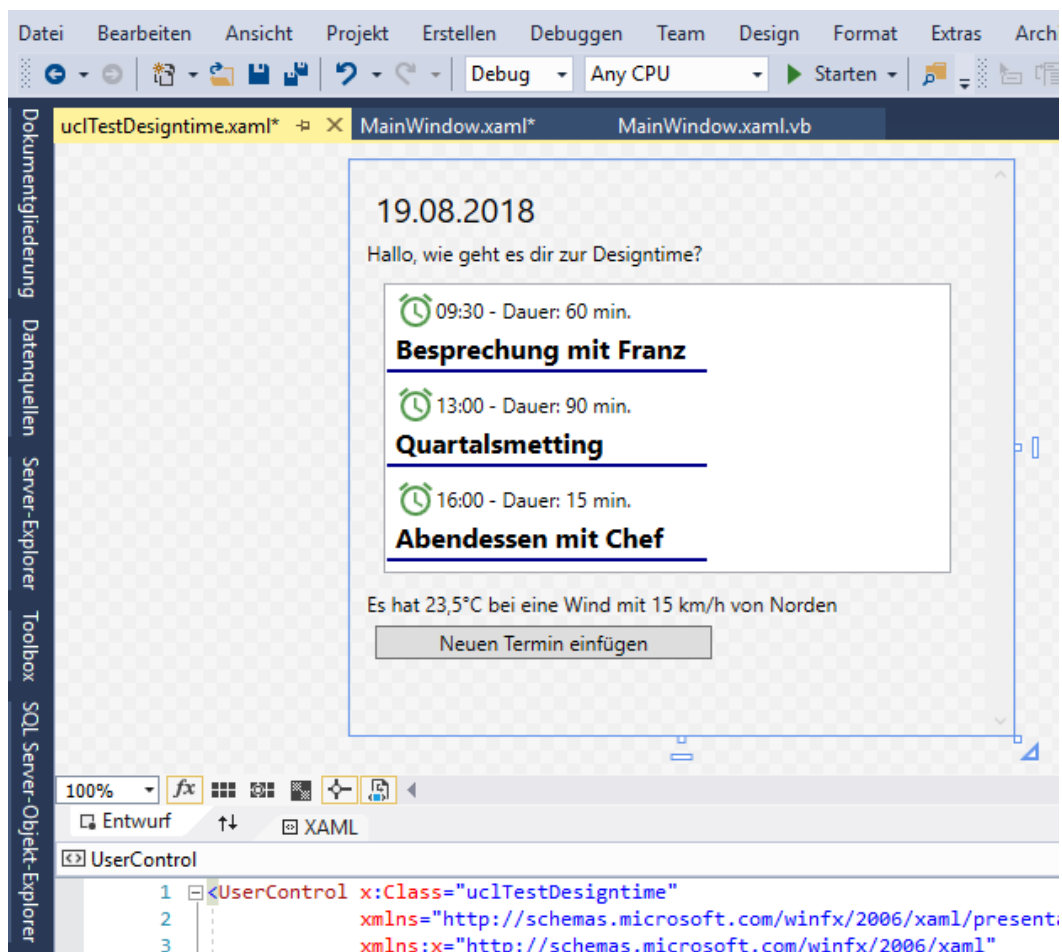 Datei Bearbeiten Ansicht Projekt Erstellen Debuggen Team Design Format Extras Archi
Debug Any CPU Starten
uclTestDesigntime.xaml* MainWindow.xaml* MainWindow.xaml.vb
Dokumentgliederung
Datenquellen
Server-Explorer
Toolbox
SQL Server-Objekt-Explorer
19.08.2018
Hallo, wie geht es dir zur Designtime?
09:30 - Dauer: 60 min.
Besprechung mit Franz
13:00 - Dauer: 90 min.
Quartalsmetting
16:00 - Dauer: 15 min.
Abendessen mit Chef
Es hat 23,5°C bei eine Wind mit 15 km/h von Norden
Neuen Termin einfügen
100% fx
Entwurf XAML
UserControl
1 <UserControl x:Class="uclTestDesigntime"
2 xmlns="http://schemas.microsoft.com/winfx/2006/xaml/presenta
3 xmlns:x="http://schemas.microsoft.com/winfx/2006/xaml"